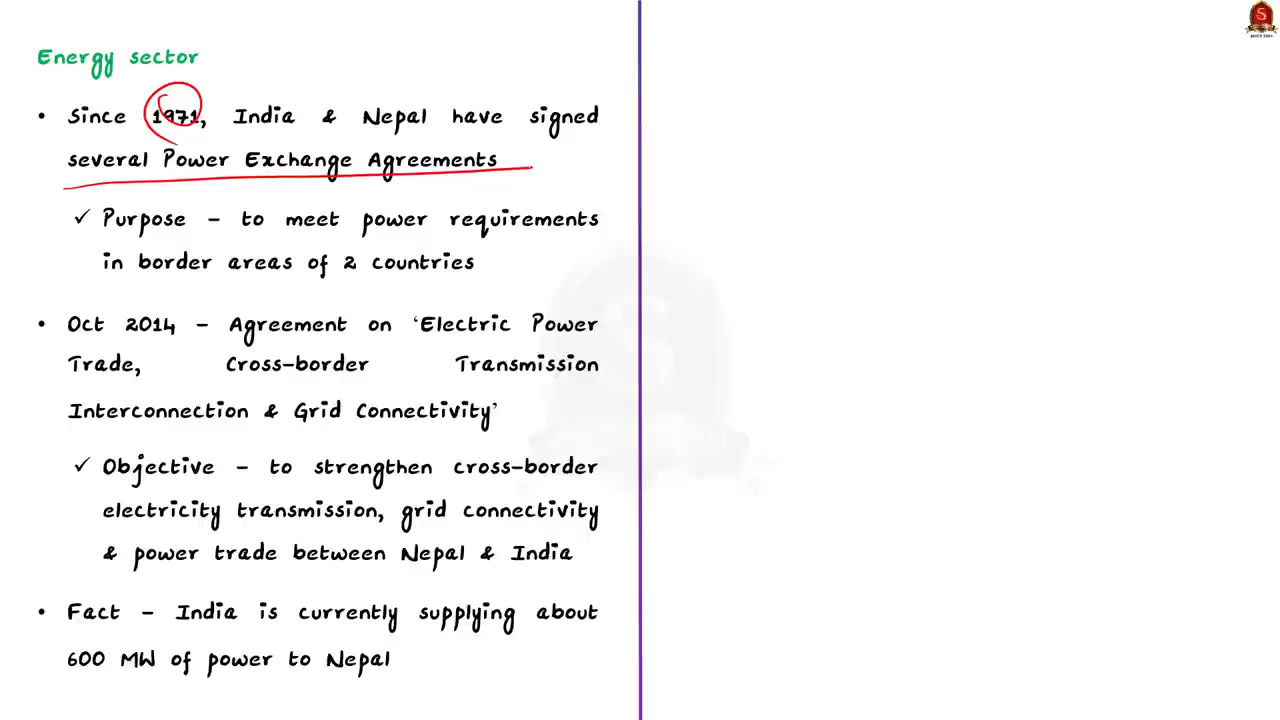 Energy sector
• Since 1971, India & Nepal have signed
several Power Exchange Agreements
✓ Purpose – to meet power requirements
in border areas of 2 countries
• Oct 2014 – Agreement on ‘Electric Power
Trade, Cross-border Transmission
Interconnection & Grid Connectivity’
✓ Objective – to strengthen cross-border
electricity transmission, grid connectivity
& power trade between Nepal & India
• Fact – India is currently supplying about
600 MW of power to Nepal
S
SINCE 2004